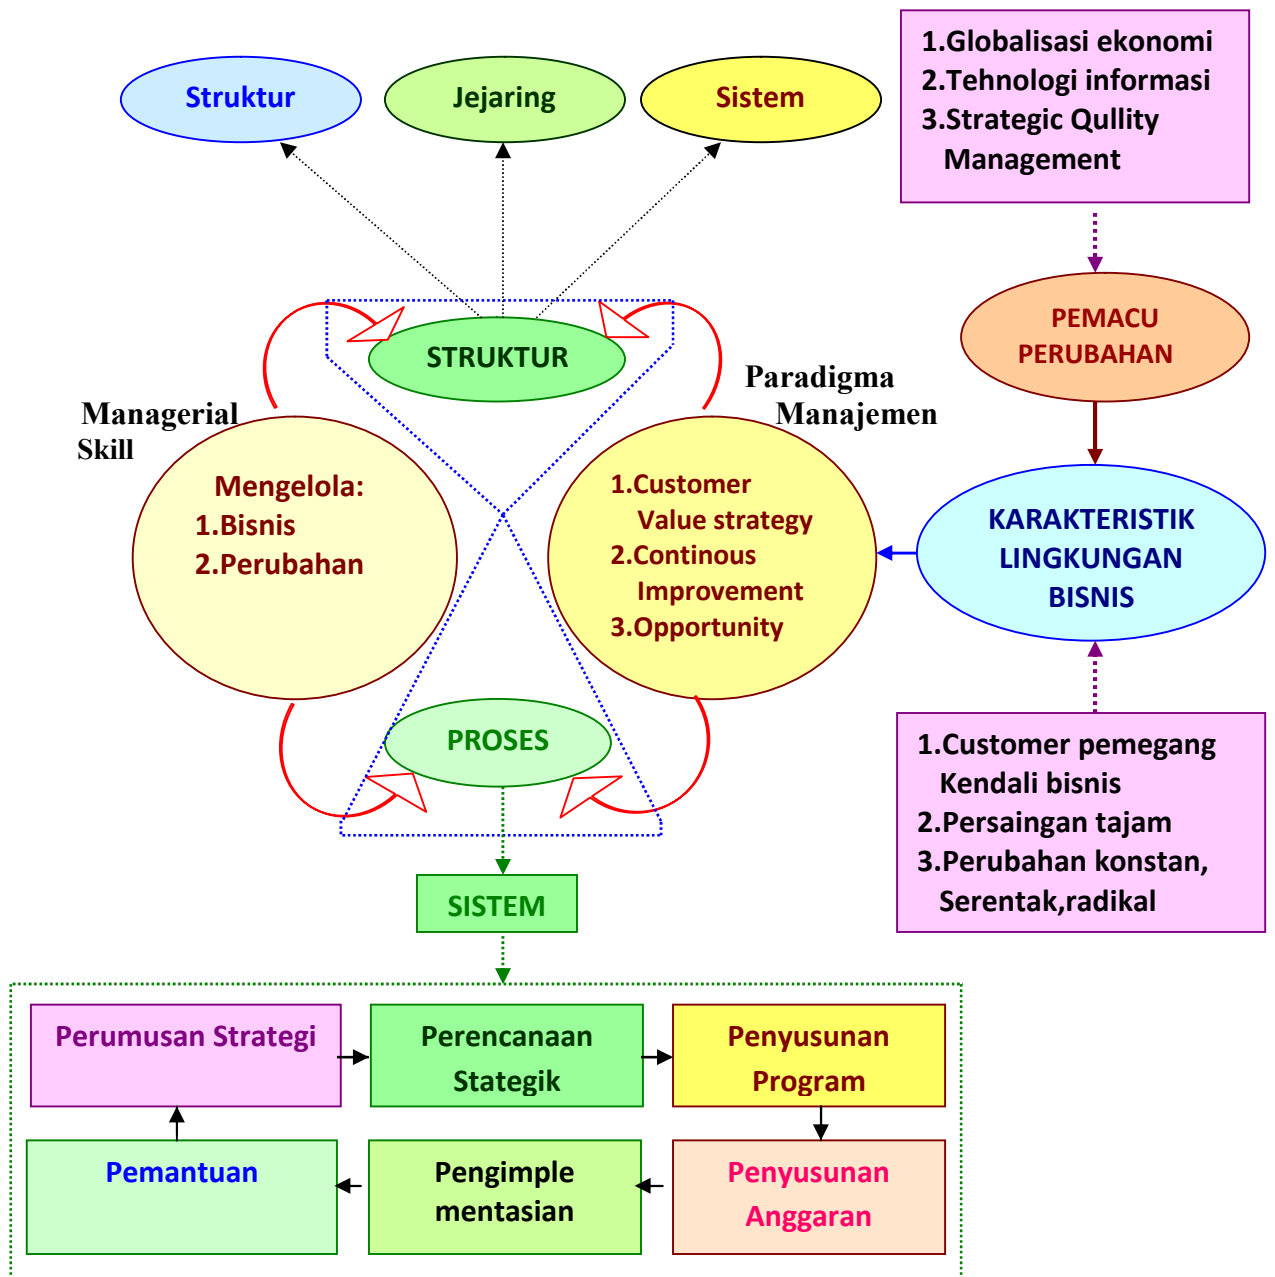 Struktur
Jejaring
Sistem
1.Globalisasi ekonomi
2.Tehnologi informasi
3.Strategic Qullity
Management
PEMACU
PERUBAHAN
STRUKTUR
Paradigma
Manajemen
Managerial
Skill
Mengelola:
1.Bisnis
2.Perubahan
1.Customer
Value strategy
2.Continous
Improvement
3.Opportunity
KARAKTERISTIK
LINGKUNGAN
BISNIS
PROSES
1.Customer pemegang
Kendali bisnis
2.Persaingan tajam
3.Perubahan konstan,
Serentak,radikal
SISTEM
Perumusan Strategi
Perencanaan
Stategik
Penyusunan
Program
Pemantuan
Pengimple
mentasian
Penyusunan
Anggaran